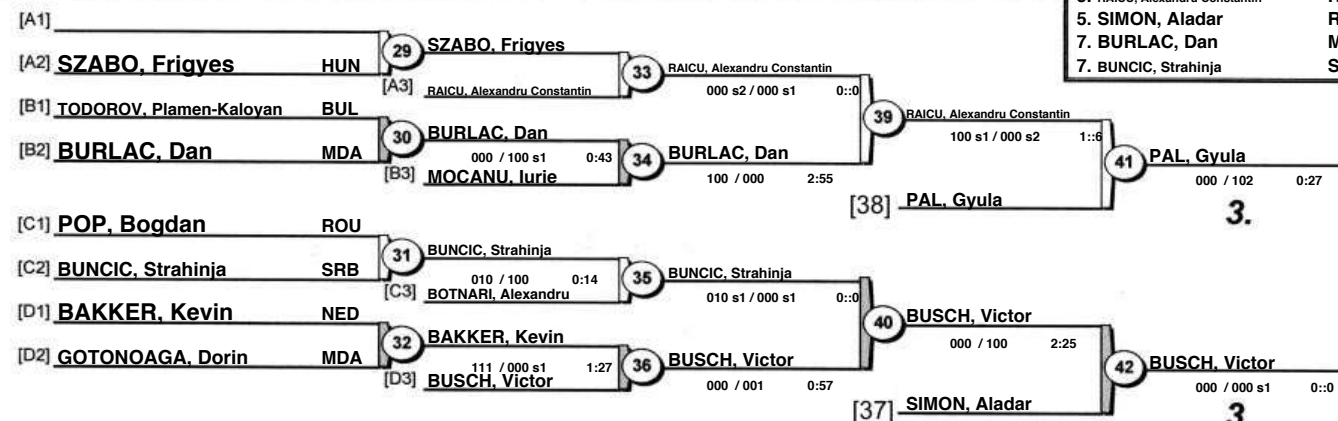 5. SIMON, Aladar R
7. BURLAC, Dan M
7. BUNCIC, Strahinja S
[A1]
[A2] SZABO, Frigyes HUN
29
SZABO, Frigyes
[A3] RAICU, Alexandru Constantin
33
RAICU, Alexandru Constantin
000 s2 / 000 s1 0::0
[B1] TODOROV, Plamen-Kaloyan BUL
[B2] BURLAC, Dan MDA
30
BURLAC, Dan
000 / 100 s1 0:43
[B3] MOCANU, Iurie
34
BURLAC, Dan
100 / 000 2:55
39
RAICU, Alexandru Constantin
100 s1 / 000 s2 1::6
[38] PAL, Gyula
41
PAL, Gyula
000 / 102 0:27
3.
[C1] POP, Bogdan ROU
[C2] BUNCIC, Strahinja SRB
31
BUNCIC, Strahinja
010 / 100 0:14
[C3] BOTNARI, Alexandru
35
BUNCIC, Strahinja
010 s1 / 000 s1 0::0
[D1] BAKKER, Kevin NED
[D2] GOTONOAGA, Dorin MDA
32
BAKKER, Kevin
111 / 000 s1 1:27
[D3] BUSCH, Victor
36
BUSCH, Victor
000 / 001 0:57
40
BUSCH, Victor
000 / 100 2:25
[37] SIMON, Aladar
42
BUSCH, Victor
000 / 000 s1 0::0
3